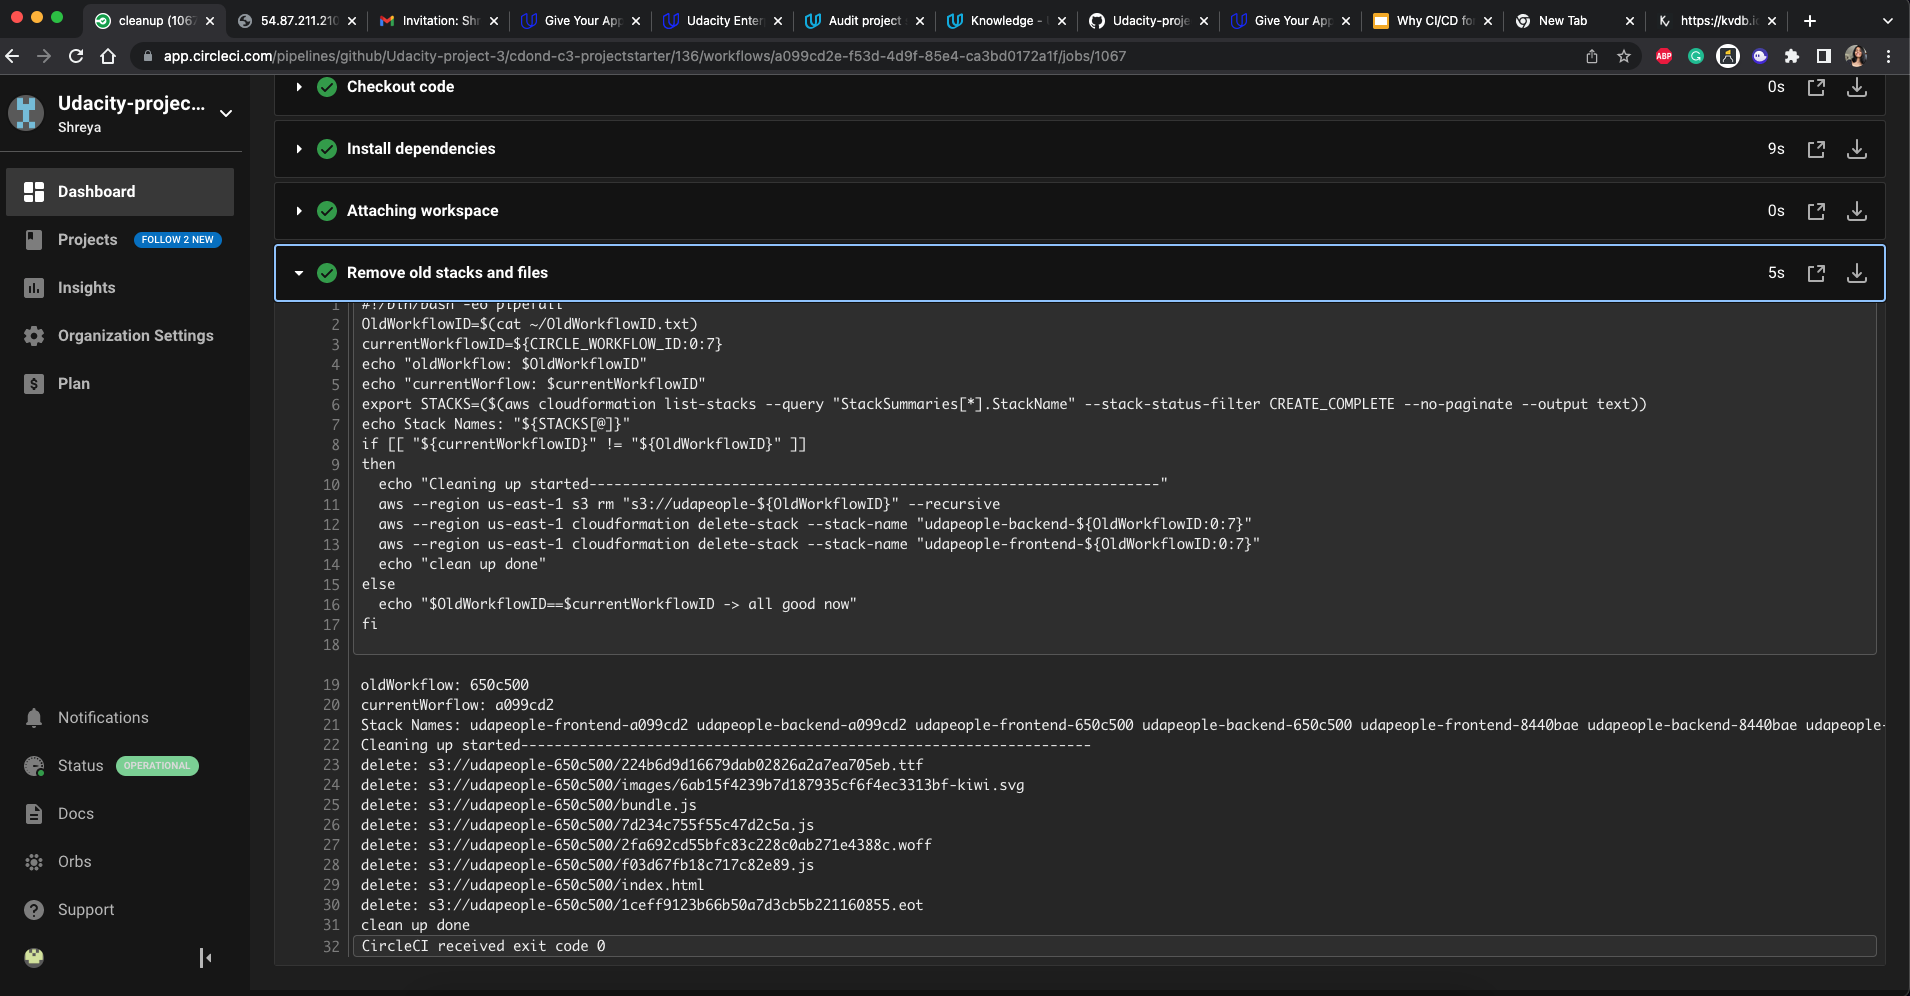 cleanup (1067
54.87.211.210
Invitation: Shr
Give Your App
Udacity Enter
Audit project
Knowledge -
Udacity-proje
Give Your App
Why CI/CD fo
New Tab
https://kvdb.i
app.circleci.com/pipelines/github/Udacity-project-3/cdond-c3-projectstarter/136/workflows/a099cd2e-f53d-4d9f-85e4-ca3bd0172a1f/jobs/1067
ABP
Udacity-projec...
Shreya
Dashboard
Projects FOLLOW 2 NEW
Insights
Organization Settings
Plan
Notifications
Status OPERATIONAL
Docs
Orbs
Support
Checkout code 0s
Install dependencies 9s
Attaching workspace 0s
Remove old stacks and files 5s
1 #!/bin/bash -eo pipefail
2 OldWorkflowID=$(cat ~/OldWorkflowID.txt)
3 currentWorkflowID=${CIRCLE_WORKFLOW_ID:0:7}
4 echo "oldWorkflow: $OldWorkflowID"
5 echo "currentWorflow: $currentWorkflowID"
6 export STACKS=($(aws cloudformation list-stacks --query "StackSummaries[*].StackName" --stack-status-filter CREATE_COMPLETE --no-paginate --output text))
7 echo Stack Names: "${STACKS[@]}"
8 if [[ "${currentWorkflowID}" != "${OldWorkflowID}" ]]
9 then
10 echo "Cleaning up started--------------------------------------------------------------------"
11 aws --region us-east-1 s3 rm "s3://udapeople-${OldWorkflowID}" --recursive
12 aws --region us-east-1 cloudformation delete-stack --stack-name "udapeople-backend-${OldWorkflowID:0:7}"
13 aws --region us-east-1 cloudformation delete-stack --stack-name "udapeople-frontend-${OldWorkflowID:0:7}"
14 echo "clean up done"
15 else
16 echo "$OldWorkflowID==$currentWorkflowID -> all good now"
17 fi
18
19 oldWorkflow: 650c500
20 currentWorflow: a099cd2
21 Stack Names: udapeople-frontend-a099cd2 udapeople-backend-a099cd2 udapeople-frontend-650c500 udapeople-backend-650c500 udapeople-frontend-8440bae udapeople-backend-8440bae udapeople-
22 Cleaning up started--------------------------------------------------------------------
23 delete: s3://udapeople-650c500/224b6d9d16679dab02826a2a7ea705eb.ttf
24 delete: s3://udapeople-650c500/images/6ab15f4239b7d187935cf6f4ec3313bf-kiwi.svg
25 delete: s3://udapeople-650c500/bundle.js
26 delete: s3://udapeople-650c500/7d234c755f55c47d2c5a.js
27 delete: s3://udapeople-650c500/2fa692cd55bfc83c228c0ab271e4388c.woff
28 delete: s3://udapeople-650c500/f03d67fb18c717c82e89.js
29 delete: s3://udapeople-650c500/index.html
30 delete: s3://udapeople-650c500/1ceff9123b66b50a7d3cb5b221160855.eot
31 clean up done
32 CircleCI received exit code 0